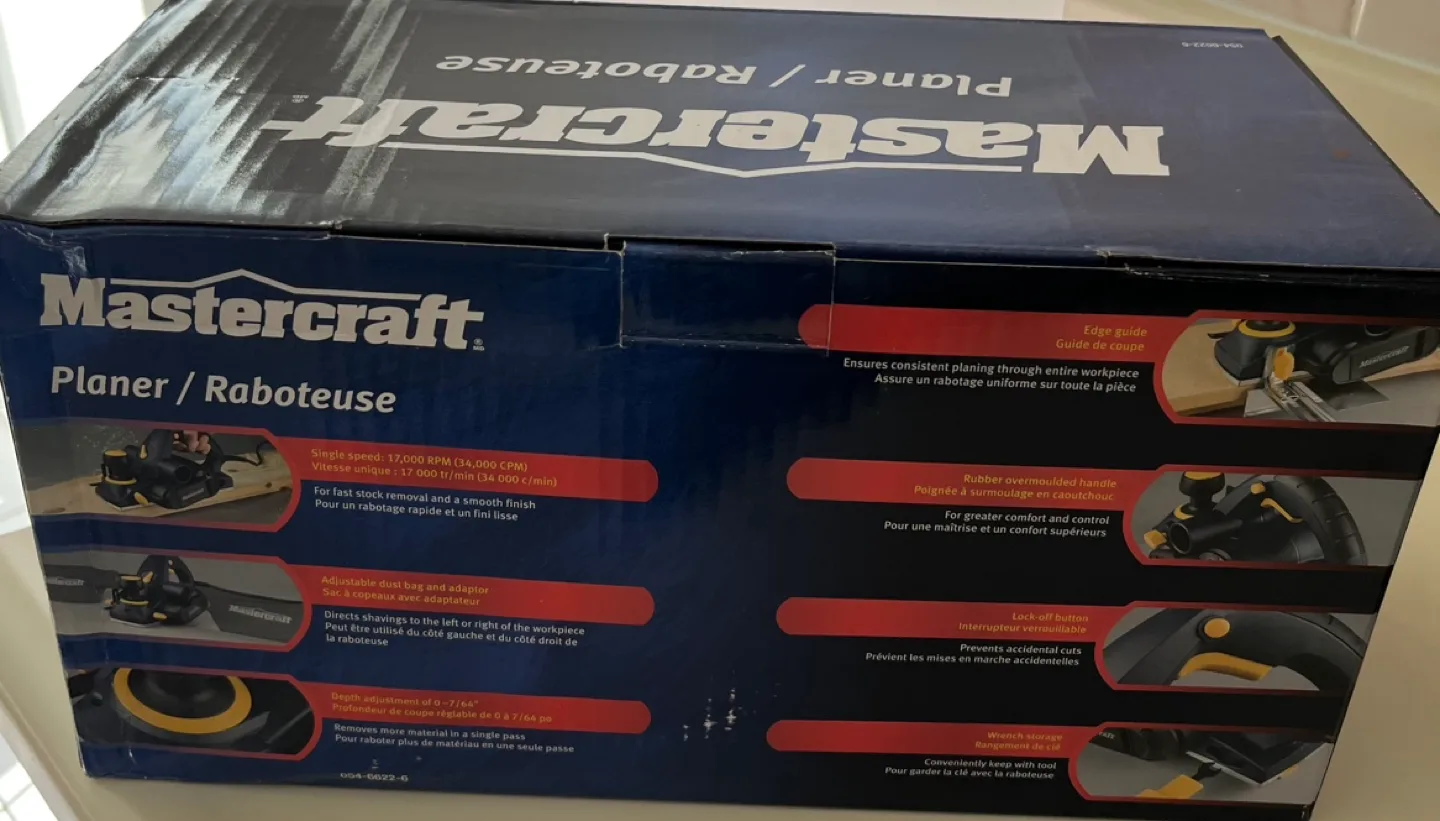 054-6622-6
Planer / Raboteuse
Mastercraft
Mastercraft
Planer / Raboteuse
Single speed: 17,000 RPM (34,000 CPM)
Vitesse unique : 17 000 tr/min (34 000 c/min)
For fast stock removal and a smooth finish
Pour un rabotage rapide et un fini lisse
Mastercraft
Adjustable dust bag and adaptor
Sac à copeaux avec adaptateur
Directs shavings to the left or right of the workpiece
Peut être utilisé du côté gauche et du côté droit de
la raboteuse
Depth adjustment of 0–7/64"
Profondeur de coupe réglable de 0 à 7/64 po
Removes more material in a single pass
Pour raboter plus de matériau en une seule passe
054-6622-6
Edge guide
Guide de coupe
Ensures consistent planing through entire workpiece
Assure un rabotage uniforme sur toute la pièce
Mastercraft
Rubber overmoulded handle
Poignée à surmoulage en caoutchouc
For greater comfort and control
Pour une maîtrise et un confort supérieurs
Lock-off button
Interrupteur verrouillable
Prevents accidental cuts
Prévient les mises en marche accidentelles
Wrench storage
Rangement de clé
Conveniently keep with tool
Pour garder la clé avec la raboteuse